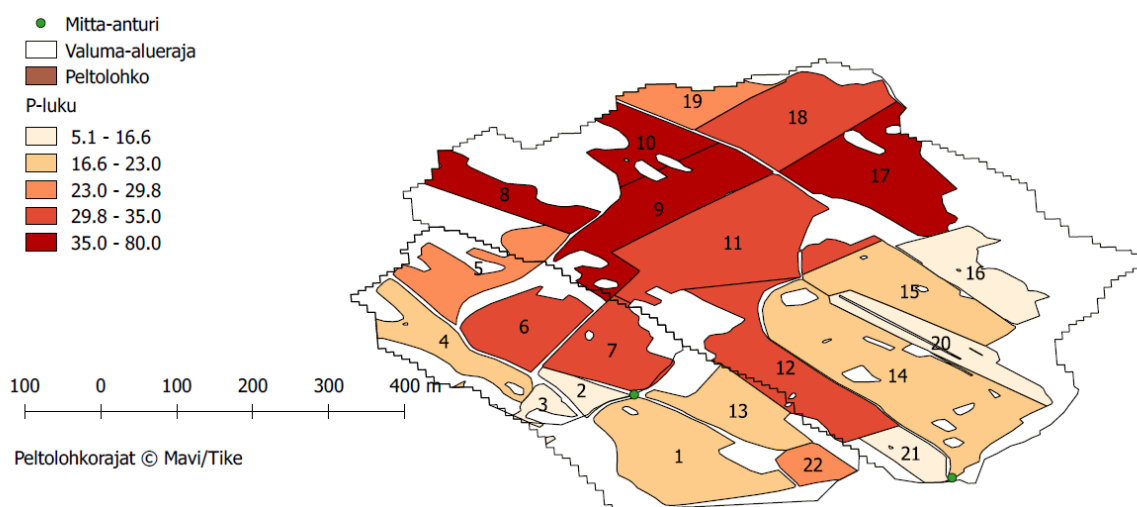 Mitta-anturi
Valuma-alueraja
Peltolohko
P-luku
5.1 - 16.6
16.6 - 23.0
23.0 - 29.8
29.8 - 35.0
35.0 - 80.0
19
18
10
17
8
9
11
16
5
15
6
4
20
7
14
12
2
3
13
1
21
22
100 0 100 200 300 400 m
Peltolohkorajat © Mavi/Tike